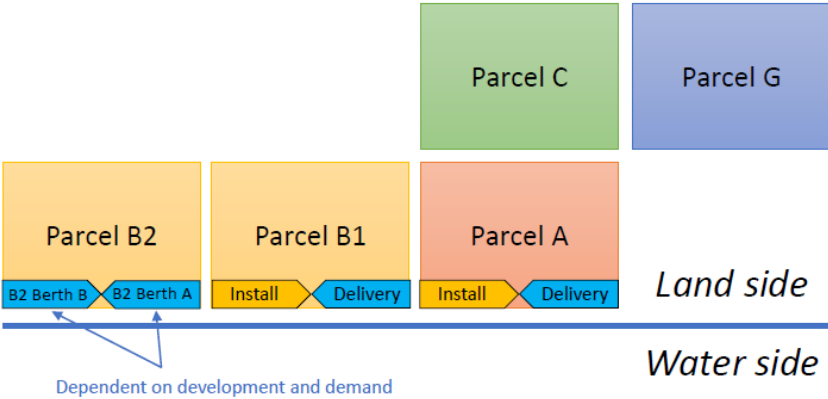 Parcel C
Parcel G
Parcel B2
Parcel B1
Parcel A
B2 Berth B
B2 Berth A
Install
Delivery
Install
Delivery
Land side
Water side
Dependent on development and demand